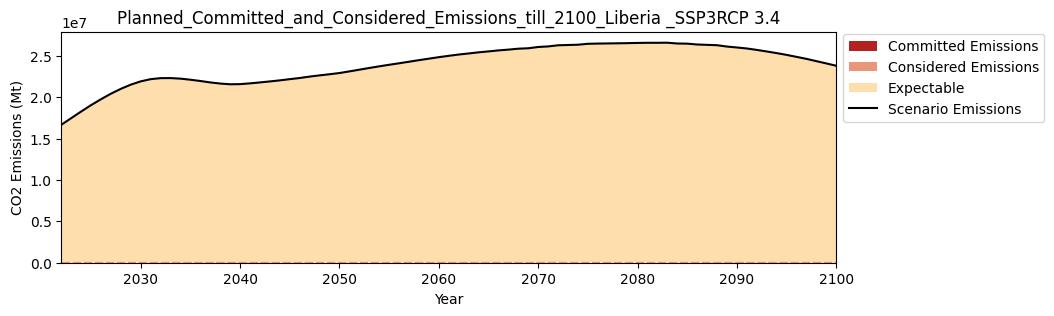 Planned_Committed_and_Considered_Emissions_till_2100_Liberia _SSP3RCP 3.4
1e7
Committed Emissions
Considered Emissions
Expectable
Scenario Emissions
CO2 Emissions (Mt)
2.5
2.0
1.5
1.0
0.5
0.0
2030 2040 2050 2060 2070 2080 2090 2100
Year